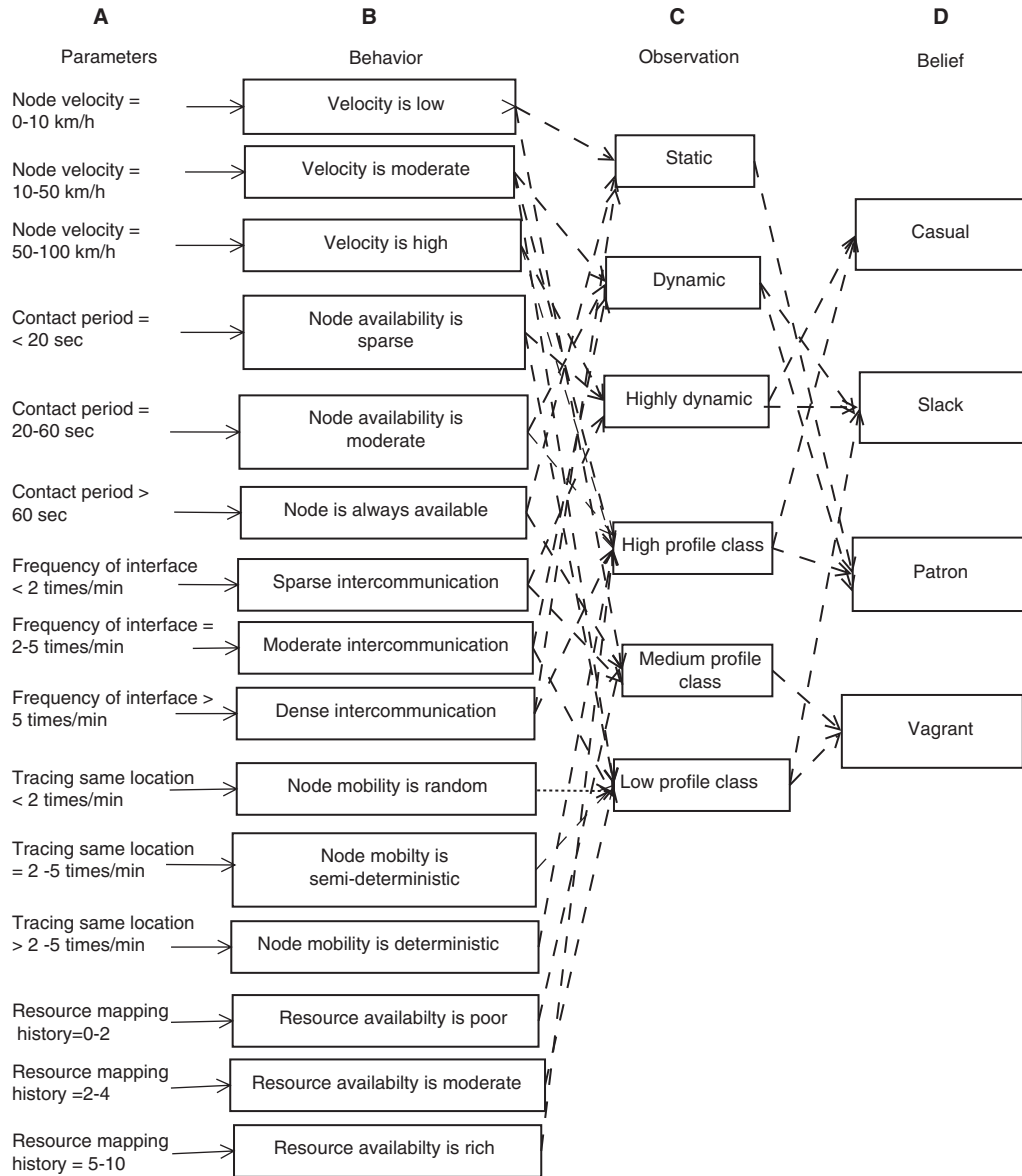 A
B
C
D
Parameters
Behavior
Observation
Belief
Node velocity =
0-10 km/h
Node velocity =
10-50 km/h
Node velocity =
50-100 km/h
Contact period =
< 20 sec
Contact period =
20-60 sec
Contact period >
60 sec
Frequency of interface
< 2 times/min
Frequency of interface =
2-5 times/min
Frequency of interface >
5 times/min
Tracing same location
< 2 times/min
Tracing same location
= 2 -5 times/min
Tracing same location
> 2 -5 times/min
Resource mapping
history=0-2
Resource mapping
history =2-4
Resource mapping
history = 5-10
Velocity is low
Velocity is moderate
Velocity is high
Node availability is
sparse
Node availability is
moderate
Node is always available
Sparse intercommunication
Moderate intercommunication
Dense intercommunication
Node mobility is random
Node mobilty is
semi-deterministic
Node mobility is deterministic
Resource availabilty is poor
Resource availabilty is moderate
Resource availabilty is rich
Static
Dynamic
Highly dynamic
High profile class
Medium profile
class
Low profile class
Casual
Slack
Patron
Vagrant